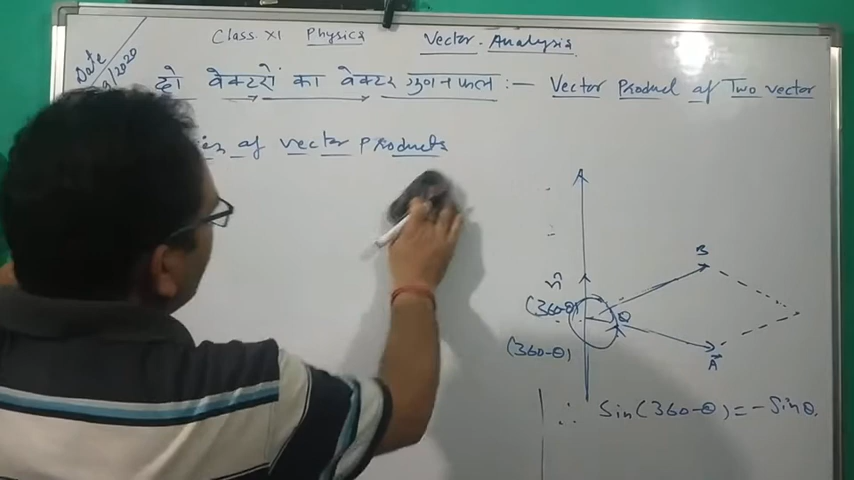 Class. XI Physics Vector. Analysis
Date
9/2020
दो वेक्टरों का वेक्टर गुणनफल :— Vector Product of Two vector
of vector Products
A
n̂
B
(360-θ)
θ
(360-θ)
A⃗
∴ Sin(360-θ) = -Sinθ.